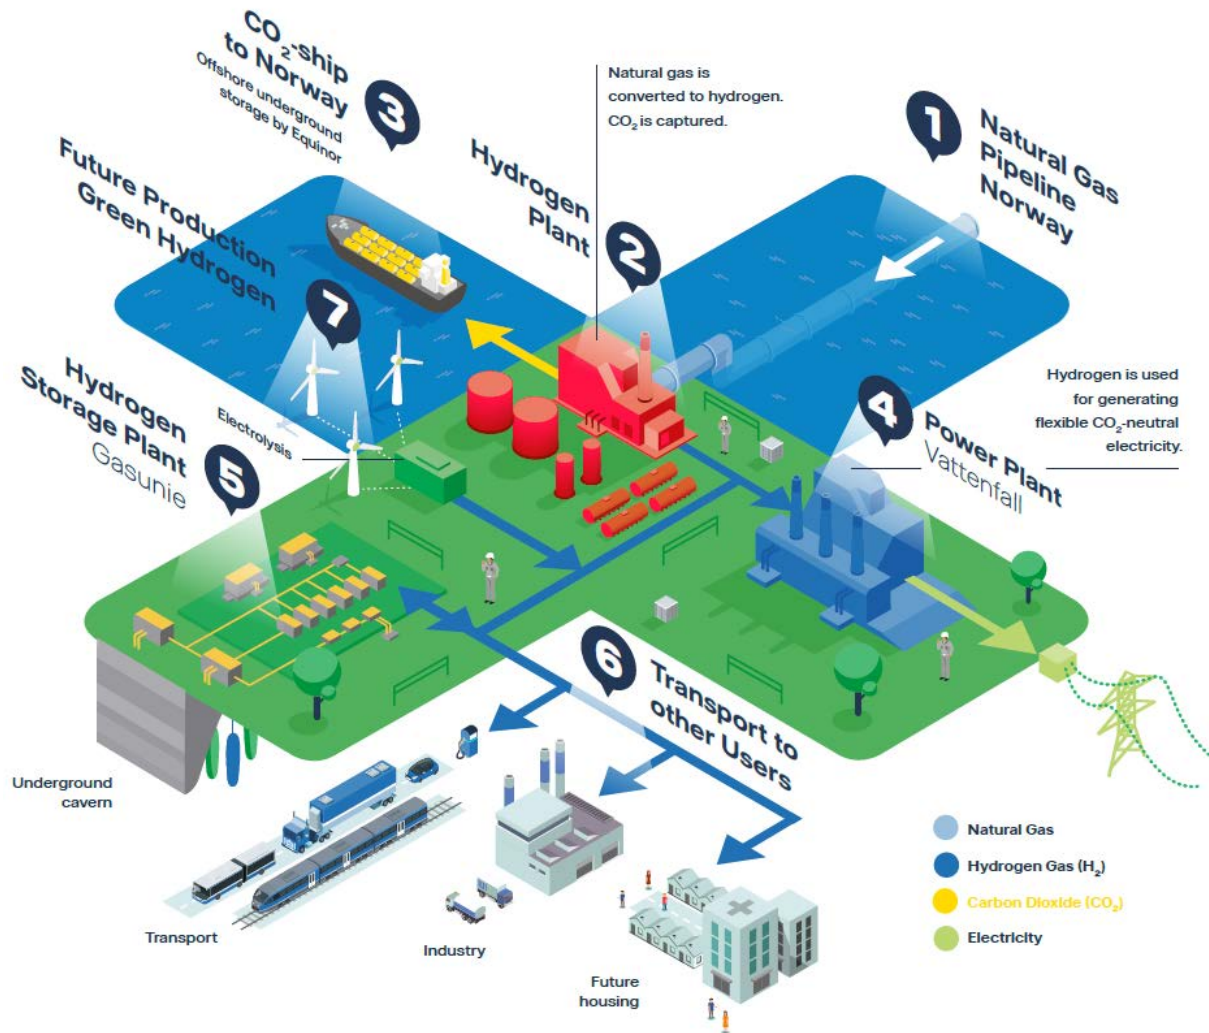 CO₂-ship
to Norway
Offshore underground
storage by Equinor
3
Natural gas is
converted to hydrogen.
CO₂ is captured.
1
Natural Gas
Pipeline
Norway
Hydrogen
Plant
2
Future Production
Green Hydrogen
7
Hydrogen
Storage Plant
Gasunie
5
Electrolysis
4
Power Plant
Vattenfall
Hydrogen is used
for generating
flexible CO₂-neutral
electricity.
6
Transport to
other Users
Underground
cavern
Transport
Industry
Future
housing
Natural Gas
Hydrogen Gas (H₂)
Carbon Dioxide (CO₂)
Electricity